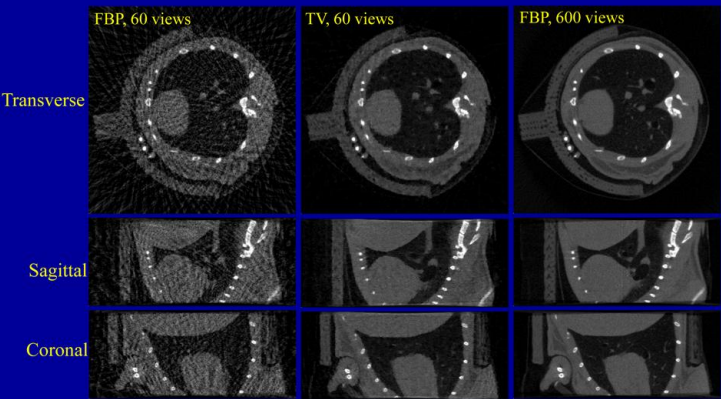 FBP, 60 views
TV, 60 views
FBP, 600 views
Transverse
Sagittal
Coronal